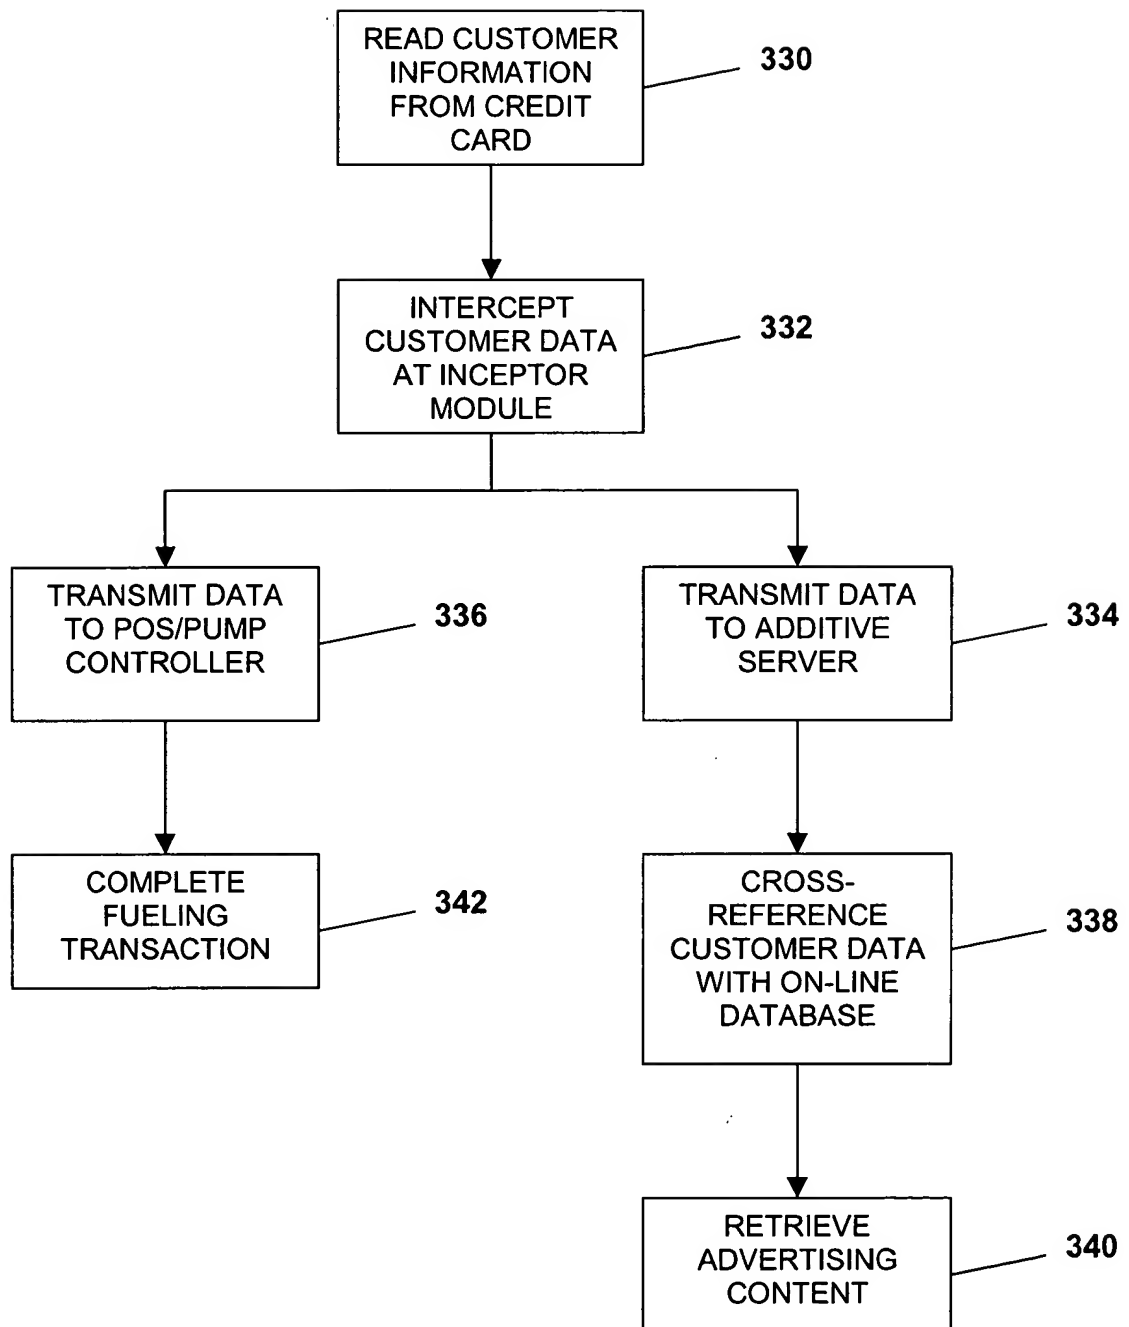 READ CUSTOMER
INFORMATION
FROM CREDIT
CARD
330
INTERCEPT
CUSTOMER DATA
AT INCEPTOR
MODULE
332
TRANSMIT DATA
TO POS/PUMP
CONTROLLER
336
TRANSMIT DATA
TO ADDITIVE
SERVER
334
COMPLETE
FUELING
TRANSACTION
342
CROSS-
REFERENCE
CUSTOMER DATA
WITH ON-LINE
DATABASE
338
RETRIEVE
ADVERTISING
CONTENT
340